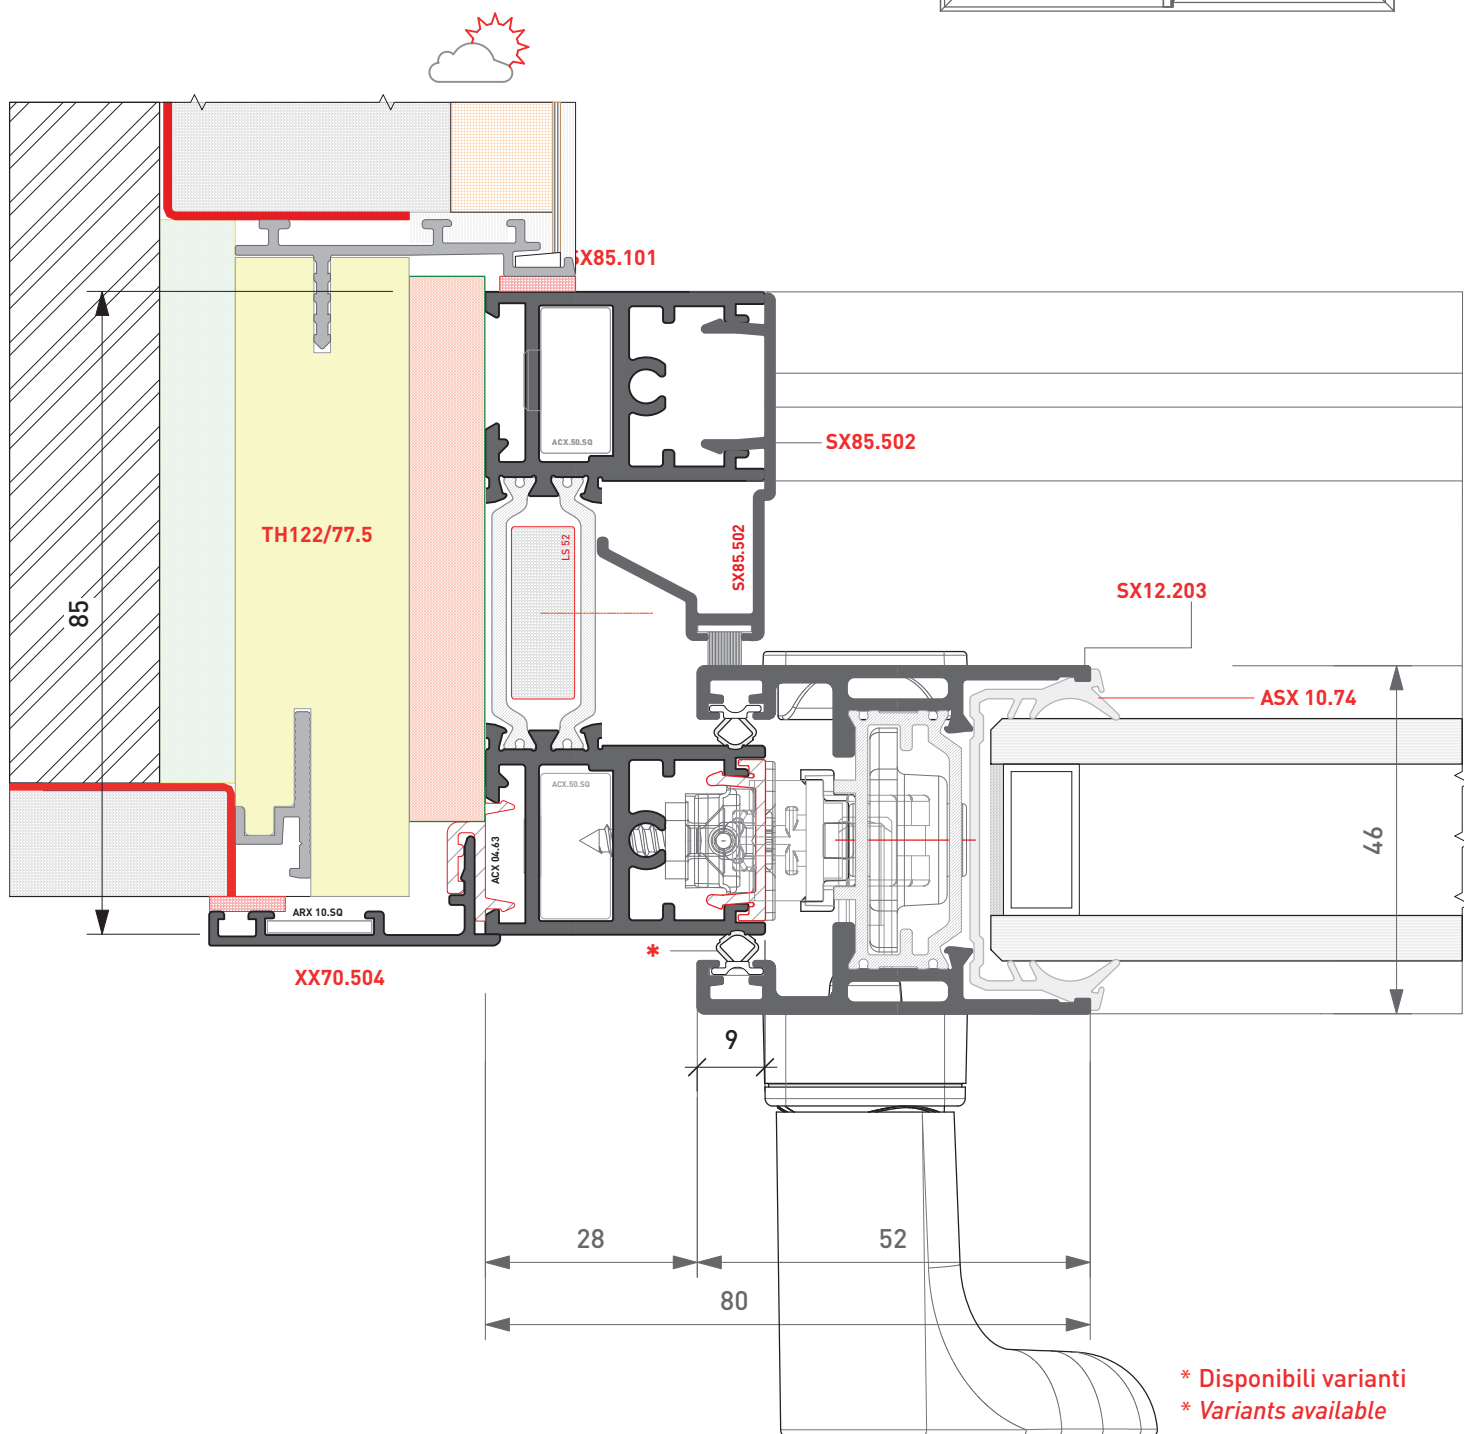 SX85.101
ACX.50.SQ
SX85.502
TH122/77.5
LS 52
SX85.502
85
SX12.203
ASX 10.74
ACX.50.SQ
ACX 04.63
46
ARX 10.SQ
*
XX70.504
9
28
52
80
* Disponibili varianti
* Variants available